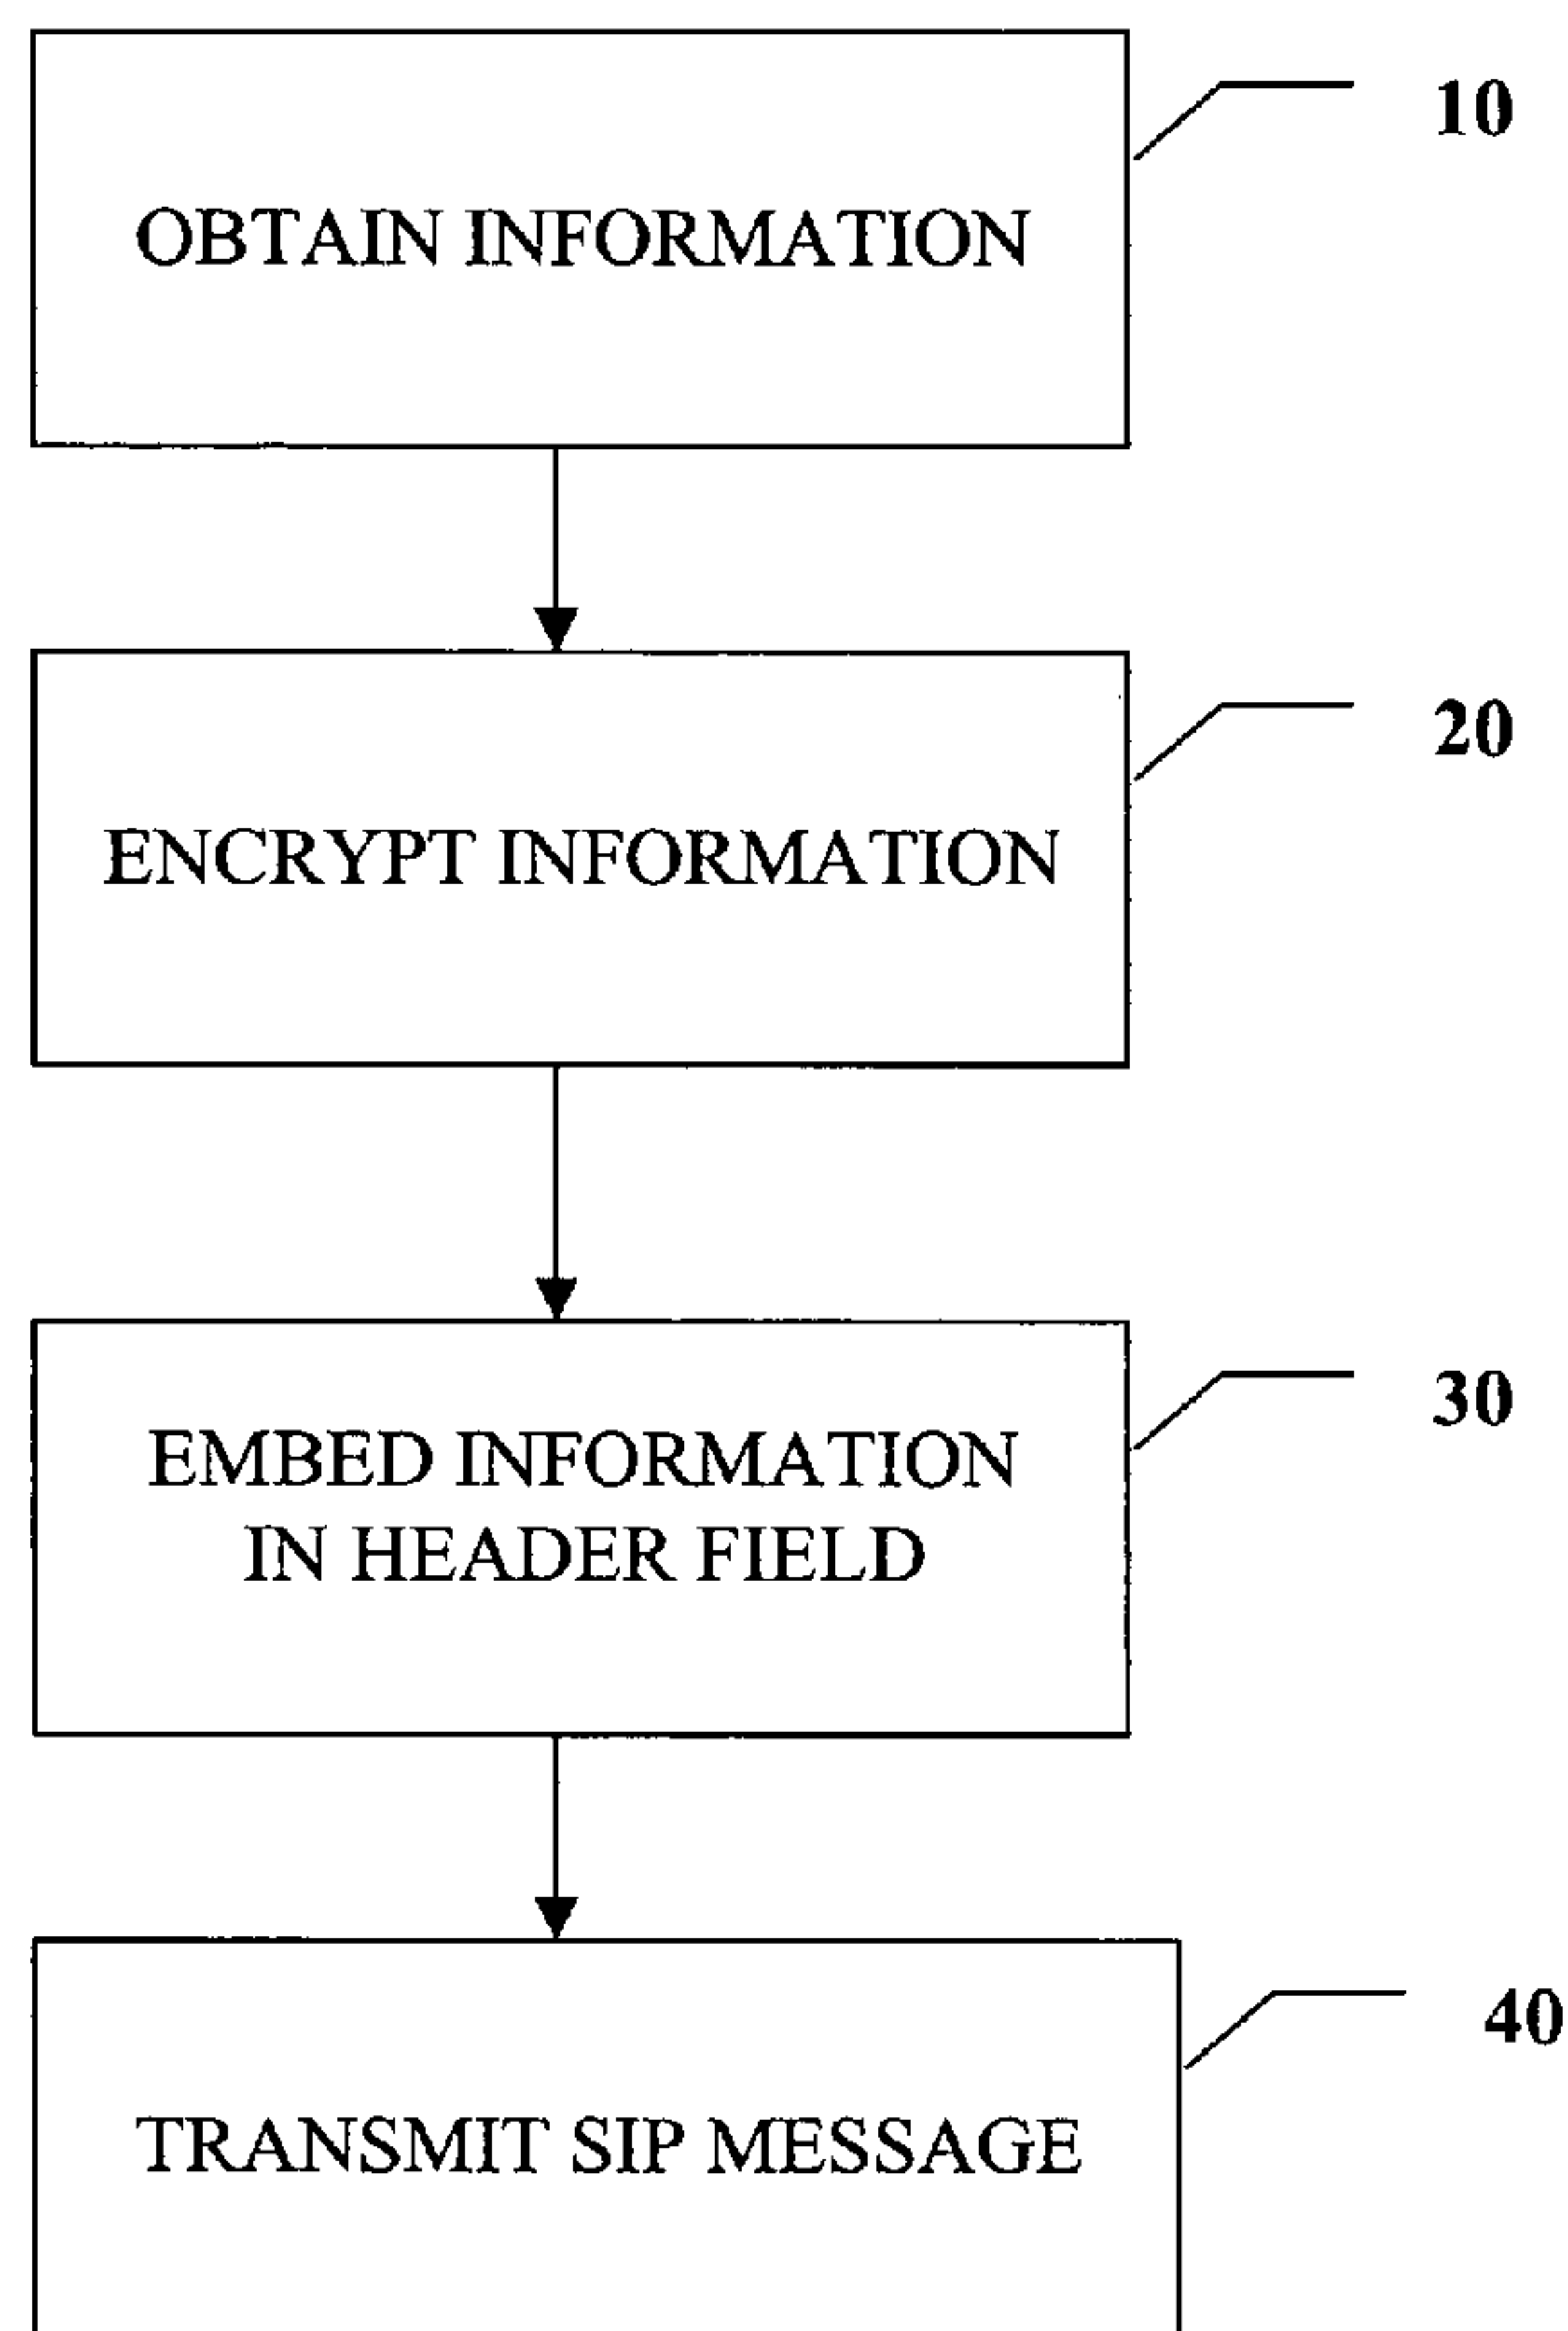 10
OBTAIN INFORMATION
20
ENCRYPT INFORMATION
30
EMBED INFORMATION
IN HEADER FIELD
40
TRANSMIT SIP MESSAGE